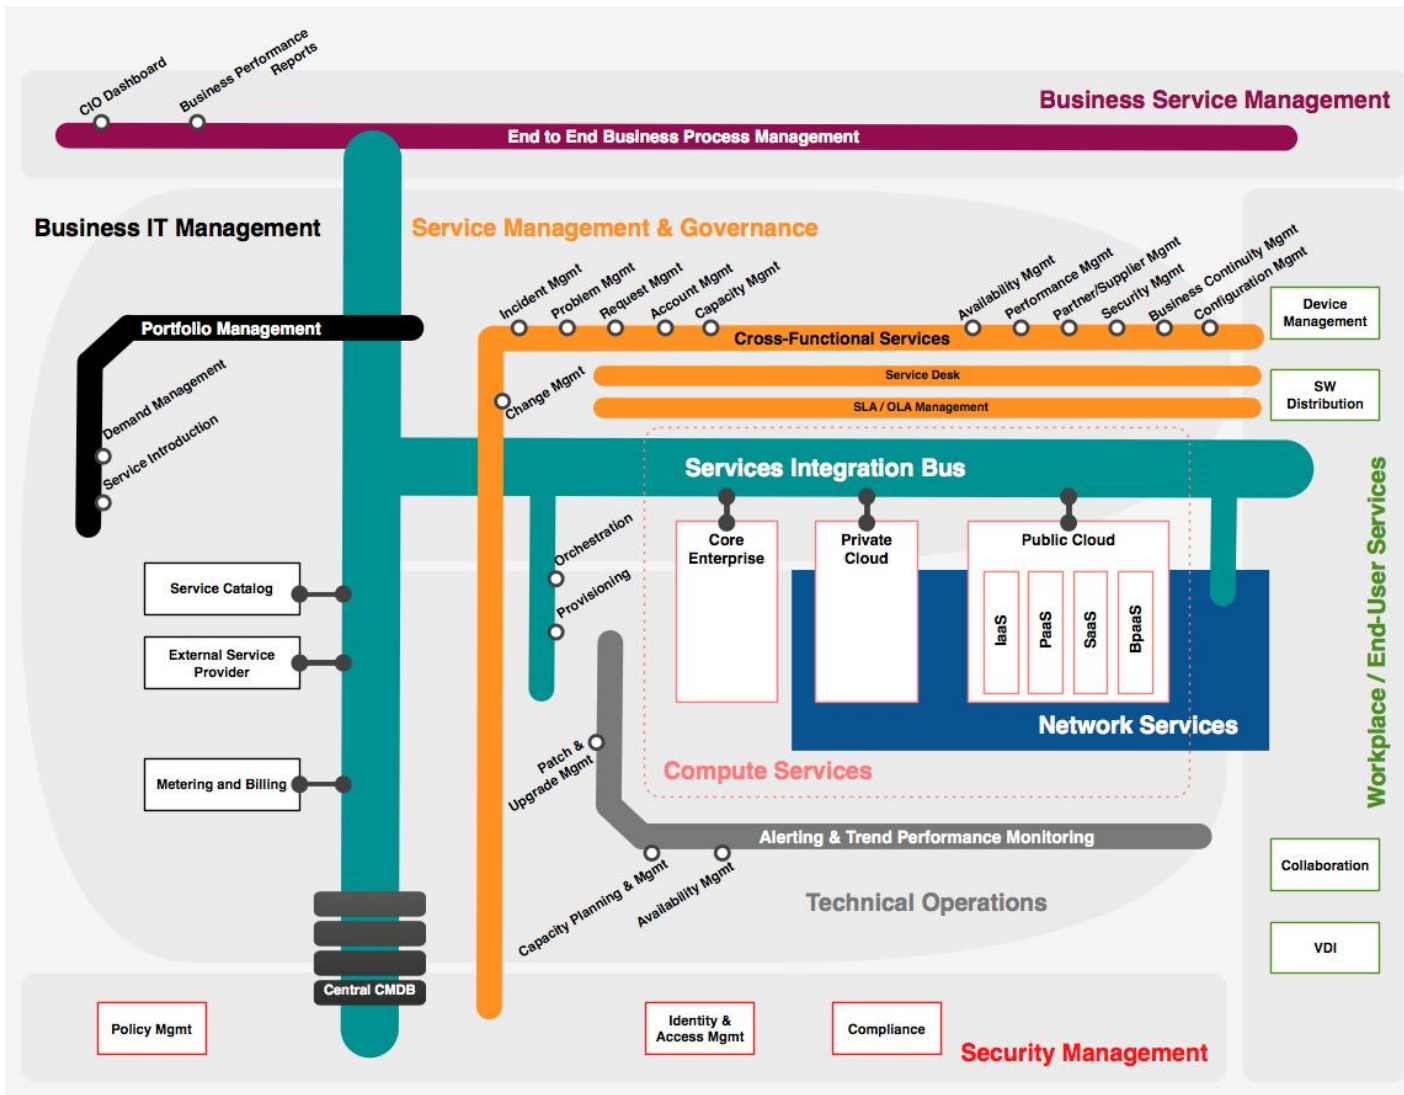 CIO Dashboard
Business Performance
Reports
Business Service Management
End to End Business Process Management
Business IT Management
Service Management & Governance
Incident Mgmt
Problem Mgmt
Request Mgmt
Account Mgmt
Capacity Mgmt
Availability Mgmt
Performance Mgmt
Partner/Supplier Mgmt
Security Mgmt
Business Continuity Mgmt
Configuration Mgmt
Portfolio Management
Cross-Functional Services
Device
Management
Demand Management
Service Introduction
Change Mgmt
Service Desk
SLA / OLA Management
SW
Distribution
Services Integration Bus
Orchestration
Provisioning
Core
Enterprise
Private
Cloud
Public Cloud
IaaS
PaaS
SaaS
BpaaS
Service Catalog
External Service
Provider
Metering and Billing
Network Services
Compute Services
Workplace / End-User Services
Patch &
Upgrade Mgmt
Alerting & Trend Performance Monitoring
Capacity Planning & Mgmt
Availability Mgmt
Technical Operations
Collaboration
VDI
Central CMDB
Policy Mgmt
Identity &
Access Mgmt
Compliance
Security Management